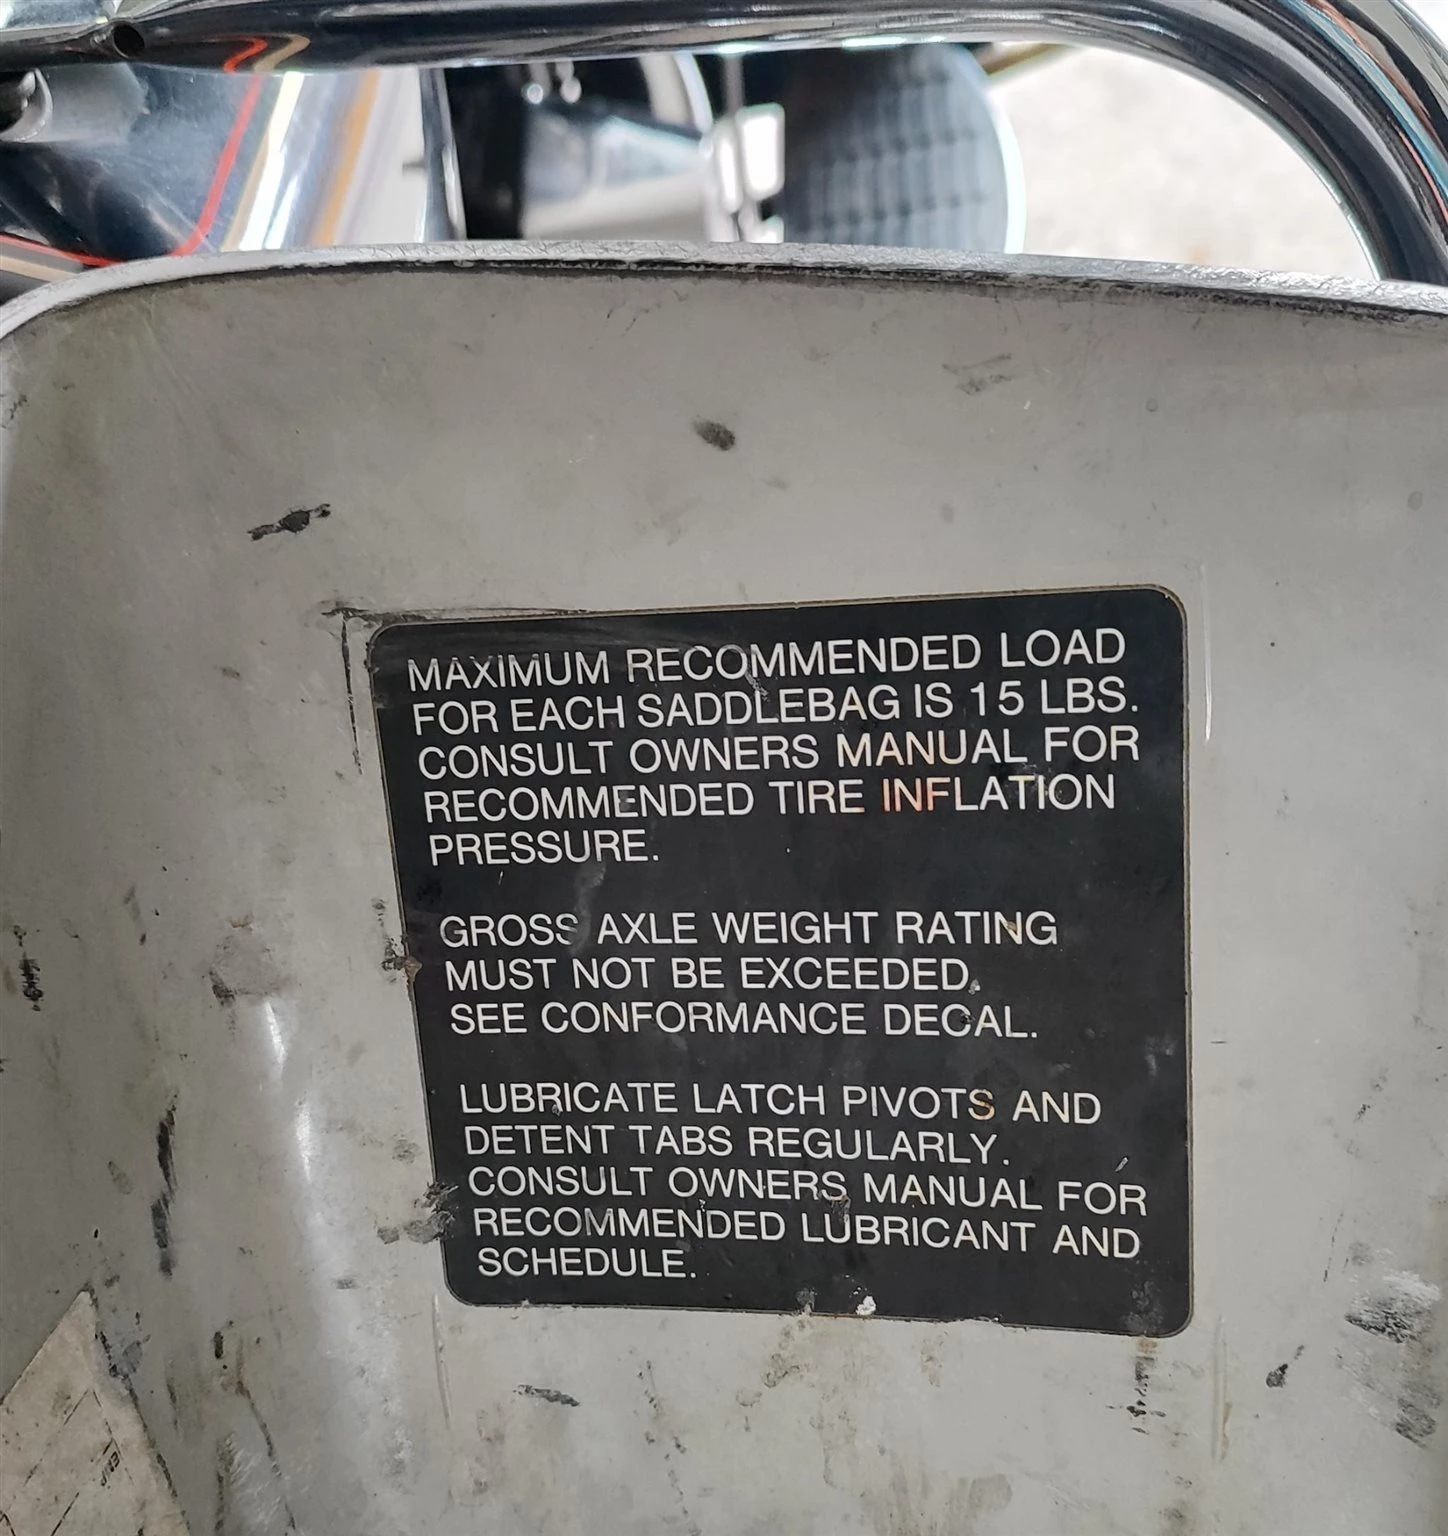 MAXIMUM RECOMMENDED LOAD
FOR EACH SADDLEBAG IS 15 LBS.
CONSULT OWNERS MANUAL FOR
RECOMMENDED TIRE INFLATION
PRESSURE.
GROSS AXLE WEIGHT RATING
MUST NOT BE EXCEEDED.
SEE CONFORMANCE DECAL.
LUBRICATE LATCH PIVOTS AND
DETENT TABS REGULARLY.
CONSULT OWNERS MANUAL FOR
RECOMMENDED LUBRICANT AND
SCHEDULE.